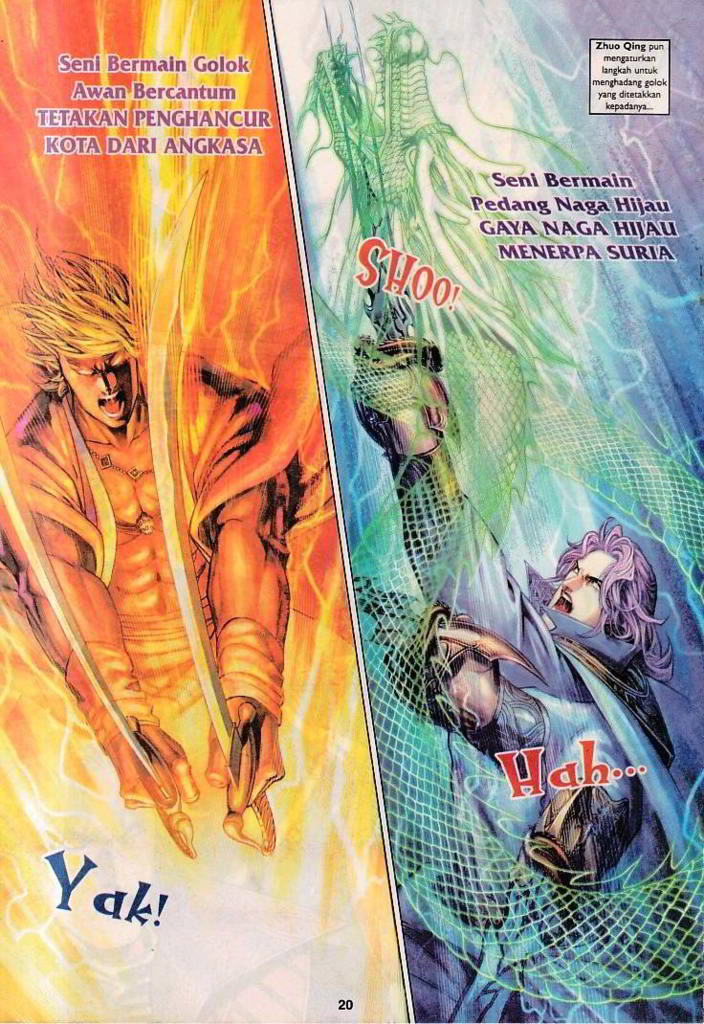 Seni Bermain Golok
Awan Bercantum
TETAKAN PENGHANCUR
KOTA DARI ANGKASA
Yak!
Zhuo Qing pun
mengaturkan
langkah untuk
menghadang golok
yang ditetakkan
kepadanya...
Seni Bermain
Pedang Naga Hijau
GAYA NAGA HIJAU
MENERPA SURIA
SHOO!
Hah...
20